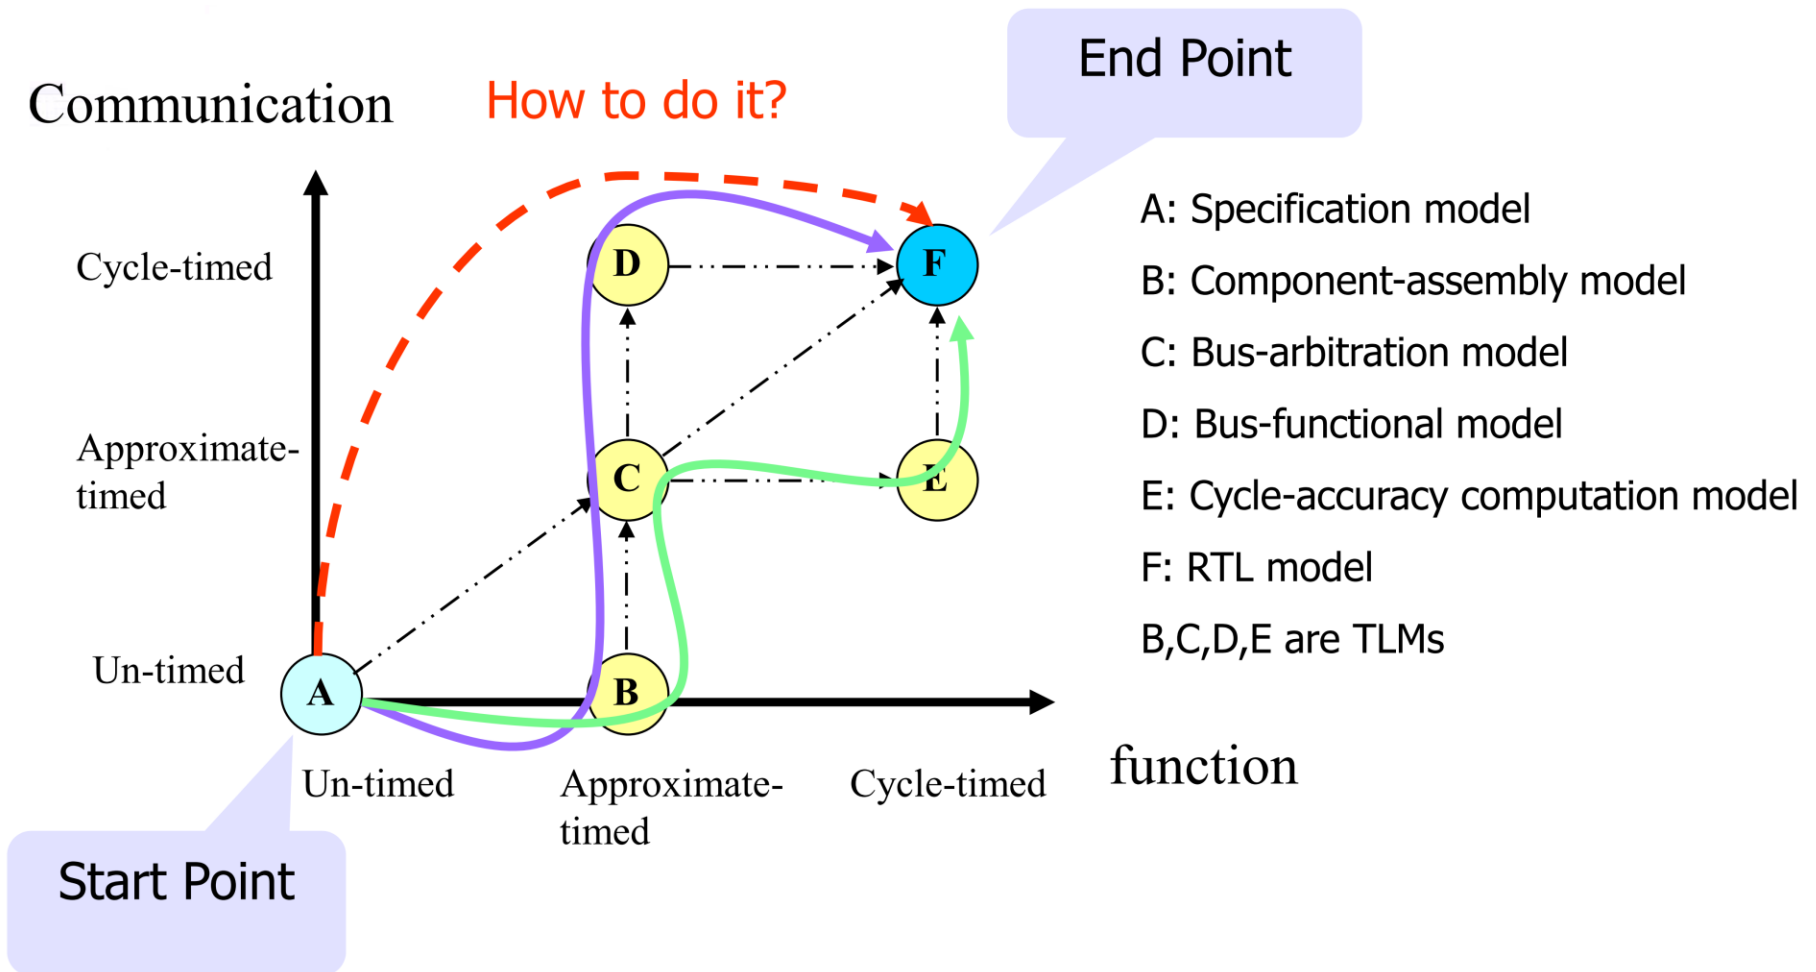 End Point
Communication
How to do it?
Cycle-timed
D
F
A: Specification model
B: Component-assembly model
C: Bus-arbitration model
Approximate-
timed
C
E
D: Bus-functional model
E: Cycle-accuracy computation model
F: RTL model
B,C,D,E are TLMs
Un-timed
A
B
Un-timed
Approximate-
timed
Cycle-timed
function
Start Point